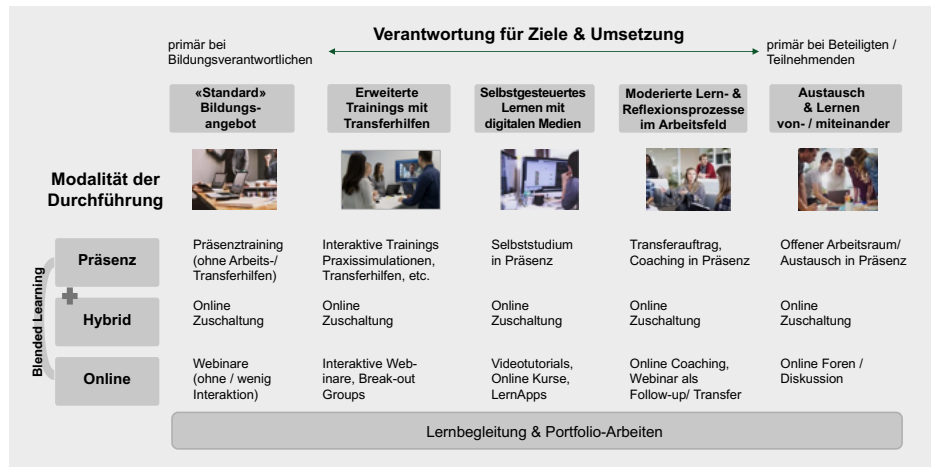 Verantwortung für Ziele & Umsetzung
primär bei
Bildungsverantwortlichen
primär bei Beteiligten /
Teilnehmenden
«Standard»
Bildungs-
angebot
Erweiterte
Trainings mit
Transferhilfen
Selbstgesteuertes
Lernen mit
digitalen Medien
Moderierte Lern- &
Reflexionsprozesse
im Arbeitsfeld
Austausch
& Lernen
von- / miteinander
Modalität der
Durchführung
Blended Learning
Präsenz
Präsenztraining
(ohne Arbeits-/
Transferhilfen)
Interaktive Trainings
Praxissimulationen,
Transferhilfen, etc.
Selbststudium
in Präsenz
Transferauftrag,
Coaching in Präsenz
Offener Arbeitsraum/
Austausch in Präsenz
Hybrid
Online
Zuschaltung
Online
Zuschaltung
Online
Zuschaltung
Online
Zuschaltung
Online
Zuschaltung
Online
Webinare
(ohne / wenig
Interaktion)
Interaktive Web-
inare, Break-out
Groups
Videotutorials,
Online Kurse,
LernApps
Online Coaching,
Webinar als
Follow-up/ Transfer
Online Foren /
Diskussion
Lernbegleitung & Portfolio-Arbeiten